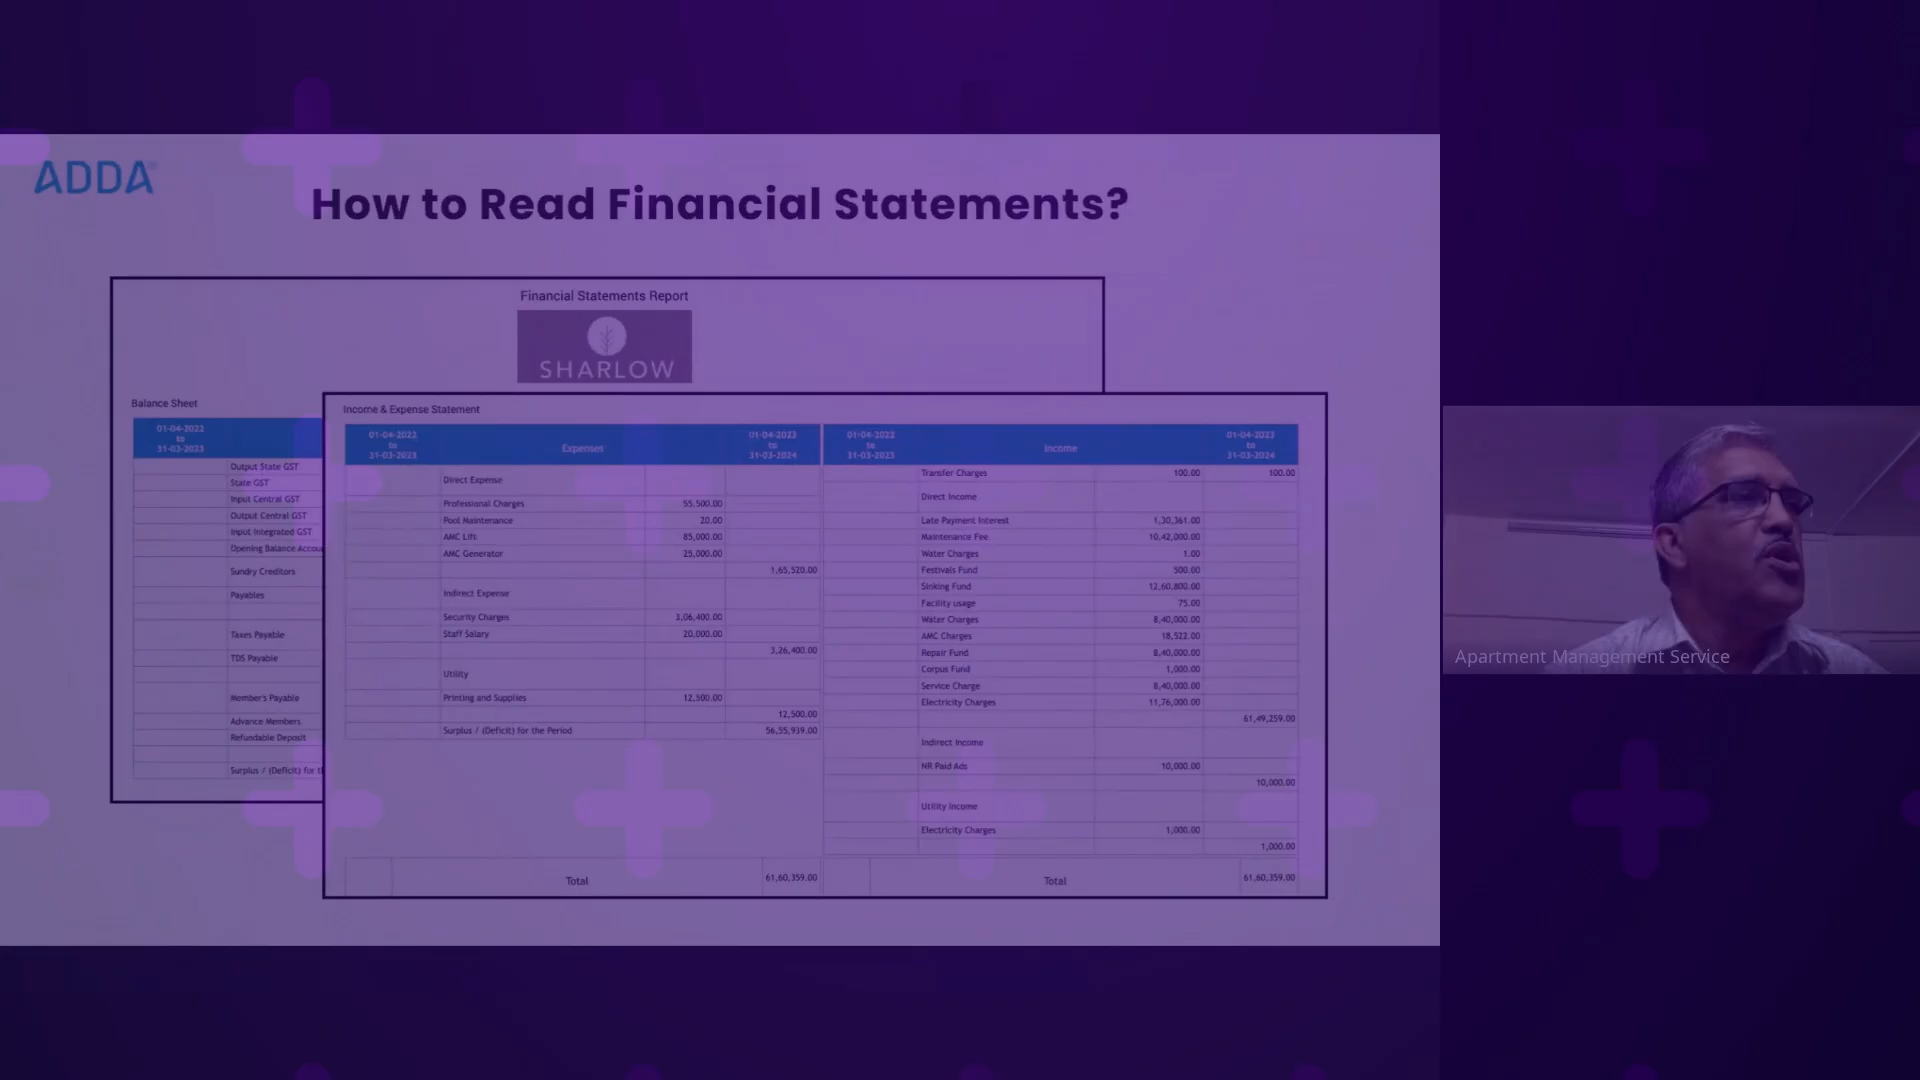 ADDA
How to Read Financial Statements?
Financial Statements Report
SHARLOW
Balance Sheet
01-04-2022
to
31-03-2023
Output State GST
State GST
Input Central GST
Output Central GST
Input Integrated GST
Opening Balance Accou
Sundry Creditors
Payables
Taxes Payable
TDS Payable
Member's Payable
Advance Members
Refundable Deposit
Surplus / (Deficit) for t
Income & Expense Statement
01-04-2022
to
31-03-2023
Expenses
01-04-2023
to
31-03-2024
Direct Expense
Professional Charges 55,500.00
Pool Maintenance 20.00
AMC Lift 85,000.00
AMC Generator 25,000.00
1,65,520.00
Indirect Expense
Security Charges 3,06,400.00
Staff Salary 20,000.00
3,26,400.00
Utility
Printing and Supplies 12,500.00
12,500.00
Surplus / (Deficit) for the Period 56,55,939.00
Total 61,60,359.00
01-04-2022
to
31-03-2023
Income
01-04-2023
to
31-03-2024
Transfer Charges 100.00 100.00
Direct Income
Late Payment Interest 1,30,361.00
Maintenance Fee 10,42,000.00
Water Charges 1.00
Festivals Fund 500.00
Sinking Fund 12,60,800.00
Facility usage 75.00
Water Charges 8,40,000.00
AMC Charges 18,522.00
Repair Fund 8,40,000.00
Corpus Fund 1,000.00
Service Charge 8,40,000.00
Electricity Charges 11,76,000.00
61,49,259.00
Indirect Income
NR Paid Ads 10,000.00
10,000.00
Utility Income
Electricity Charges 1,000.00
1,000.00
Total 61,60,359.00
Apartment Management Service